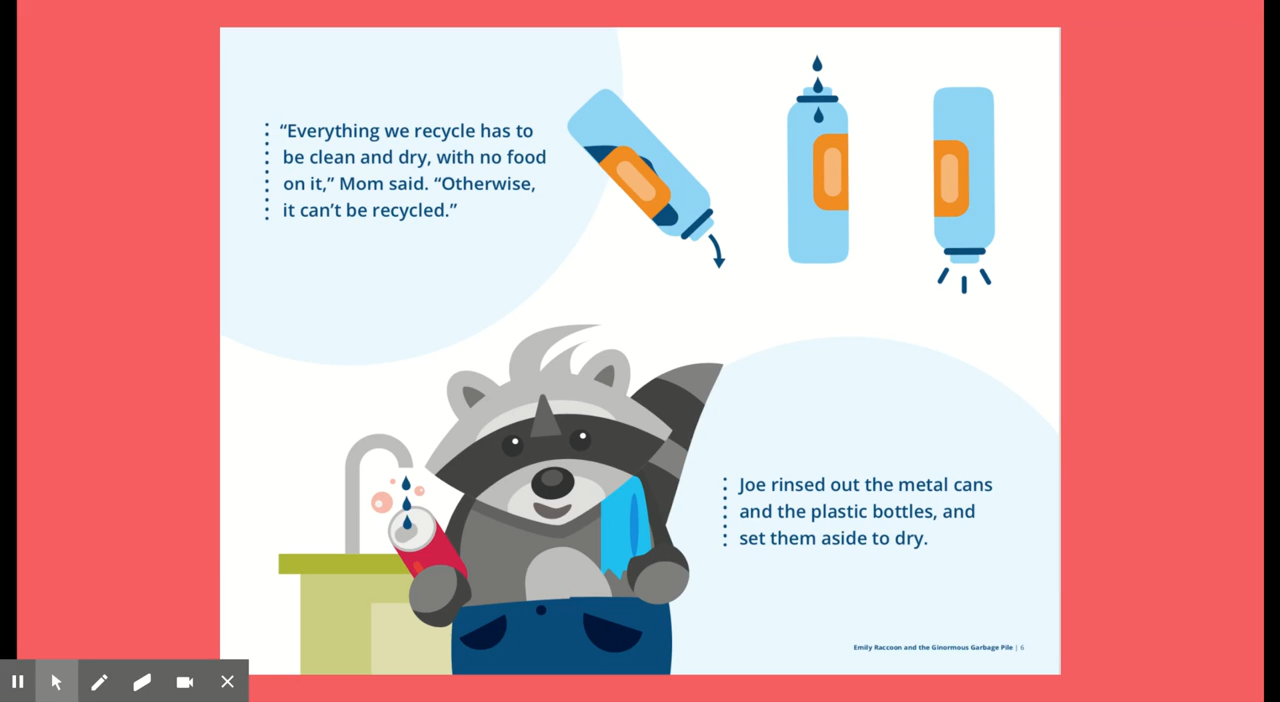 “Everything we recycle has to
be clean and dry, with no food
on it,” Mom said. “Otherwise,
it can’t be recycled.”
Joe rinsed out the metal cans
and the plastic bottles, and
set them aside to dry.
Emily Raccoon and the Ginormous Garbage Pile | 6